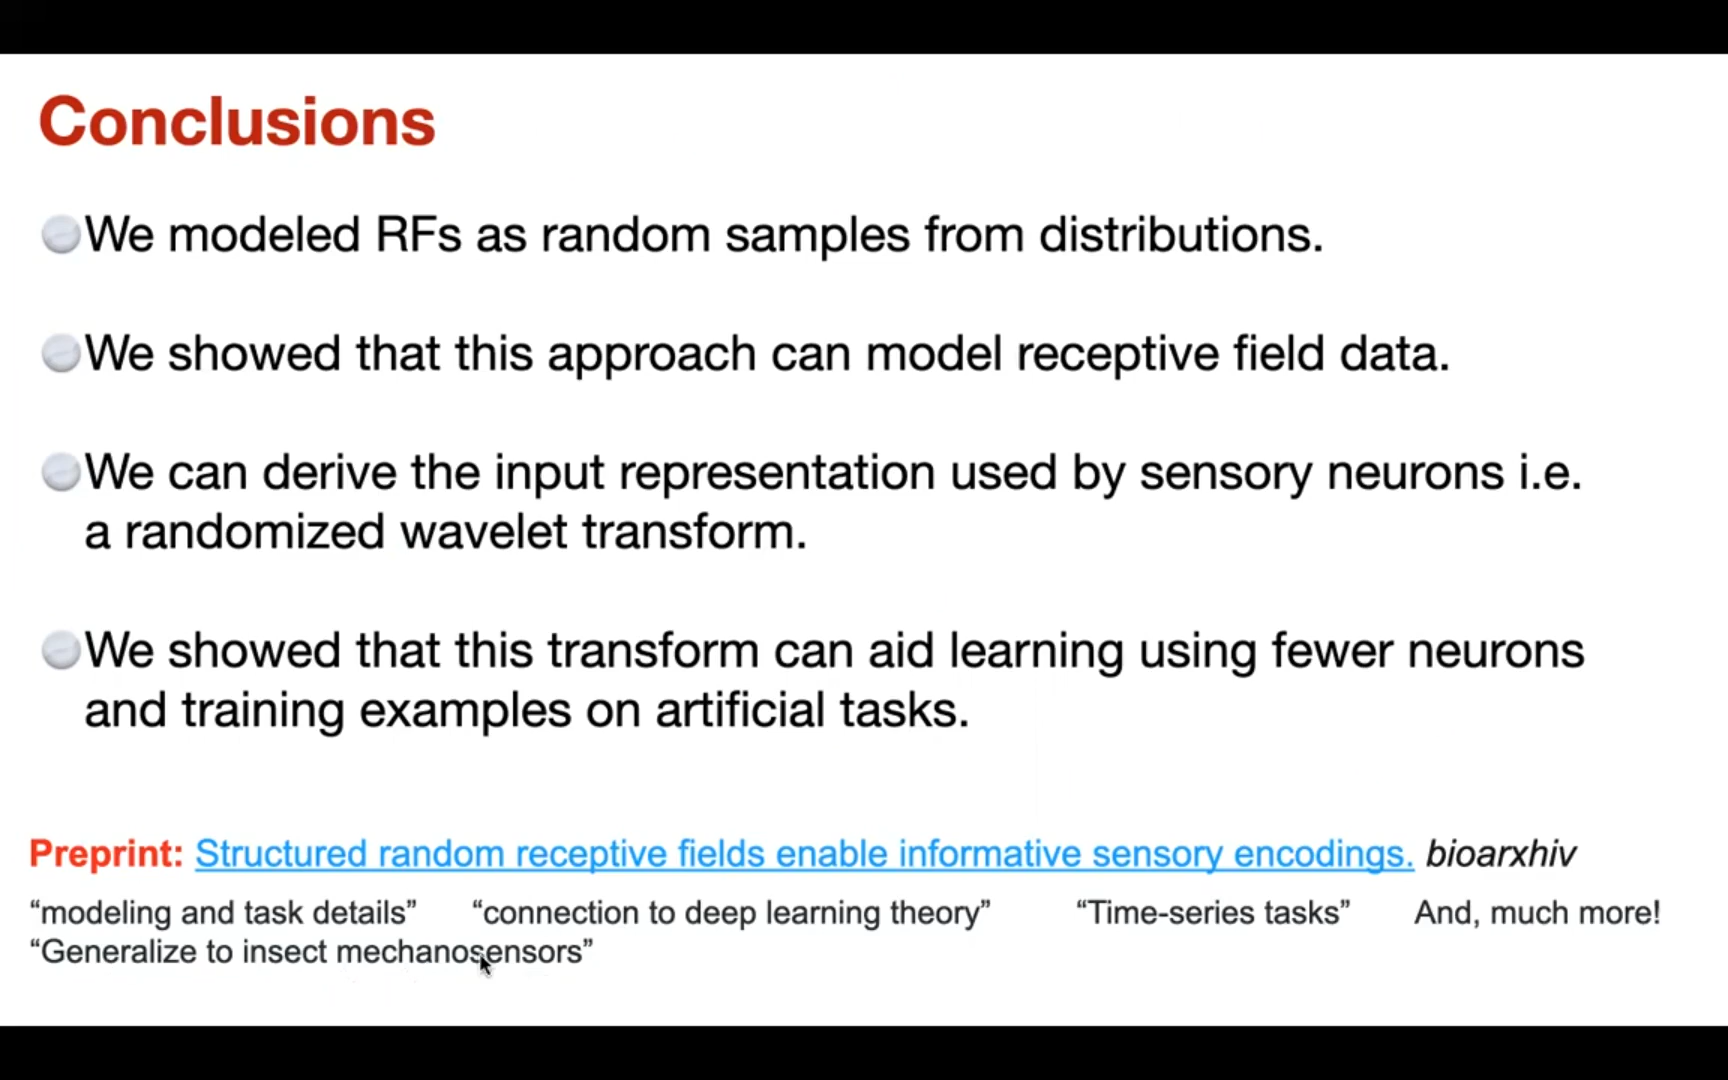 Conclusions
We modeled RFs as random samples from distributions.
We showed that this approach can model receptive field data.
We can derive the input representation used by sensory neurons i.e.
a randomized wavelet transform.
We showed that this transform can aid learning using fewer neurons
and training examples on artificial tasks.
Preprint: Structured random receptive fields enable informative sensory encodings. bioarxhiv
“modeling and task details” “connection to deep learning theory” “Time-series tasks” And, much more!
“Generalize to insect mechanosensors”